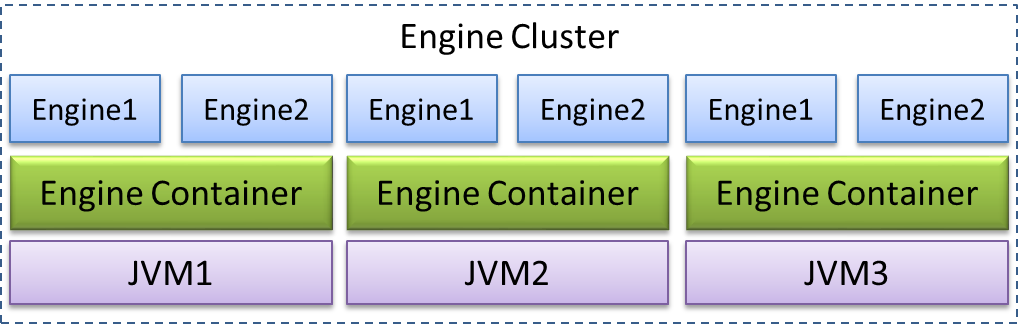 Engine Cluster
Engine1 Engine2 Engine1 Engine2 Engine1 Engine2
Engine Container Engine Container Engine Container
JVM1 JVM2 JVM3